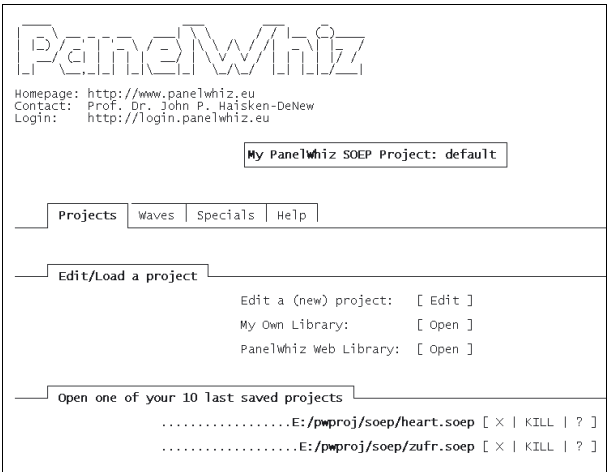 PanelWhiz
Homepage: http://www.panelwhiz.eu
Contact: Prof. Dr. John P. Haisken-DeNew
Login: http://login.panelwhiz.eu
My PanelWhiz SOEP Project: default
Projects Waves Specials Help
Edit/Load a project
Edit a (new) project: [ Edit ]
My Own Library: [ Open ]
PanelWhiz Web Library: [ Open ]
Open one of your 10 last saved projects
..................E:/pwproj/soep/heart.soep [ X | KILL | ? ]
..................E:/pwproj/soep/zufr.soep [ X | KILL | ? ]